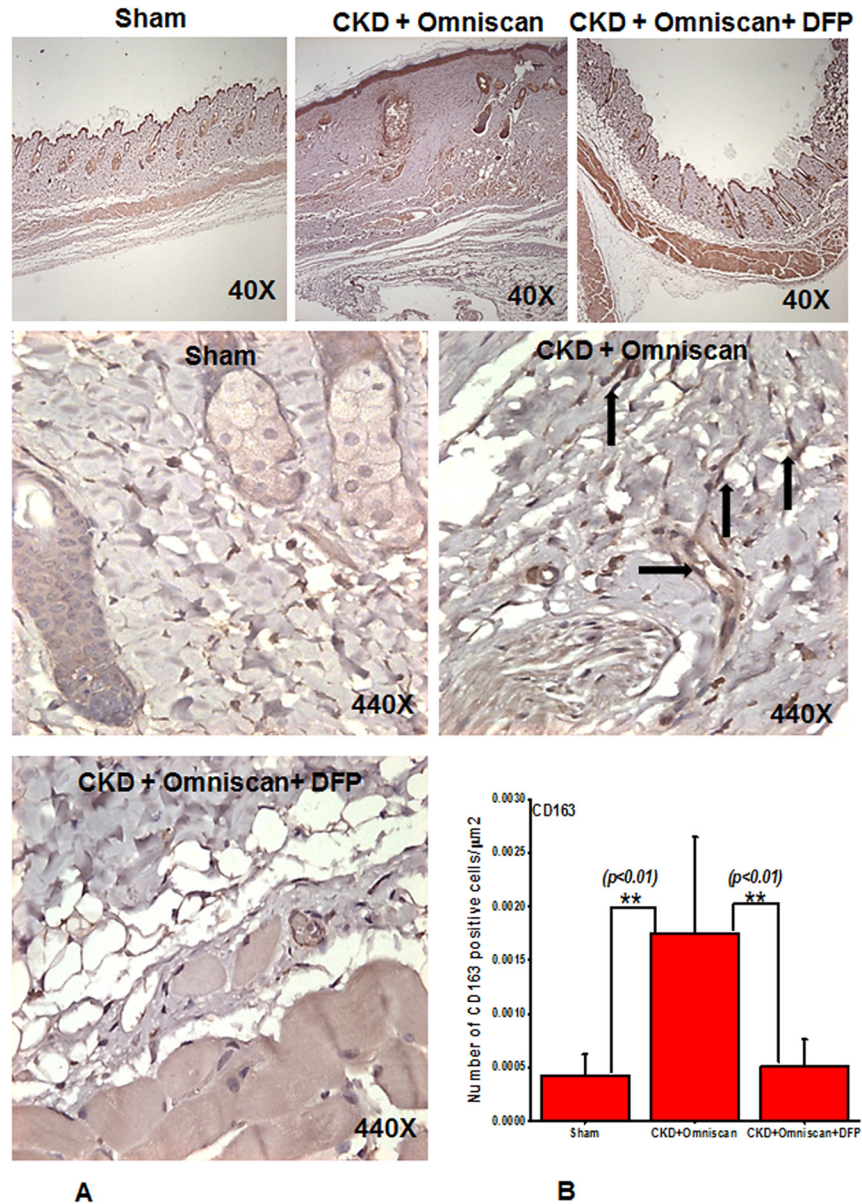 Sham
CKD + Omniscan
CKD + Omniscan+ DFP
40X
40X
40X
Sham
CKD + Omniscan
440X
440X
CKD + Omniscan+ DFP
440X
CD163
Number of CD163 positive cells/µm2
0.0030
0.0025
0.0020
0.0015
0.0010
0.0005
0.0000
(p<0.01)
**
(p<0.01)
**
Sham
CKD+Omniscan
CKD+Omniscan+DFP
A
B